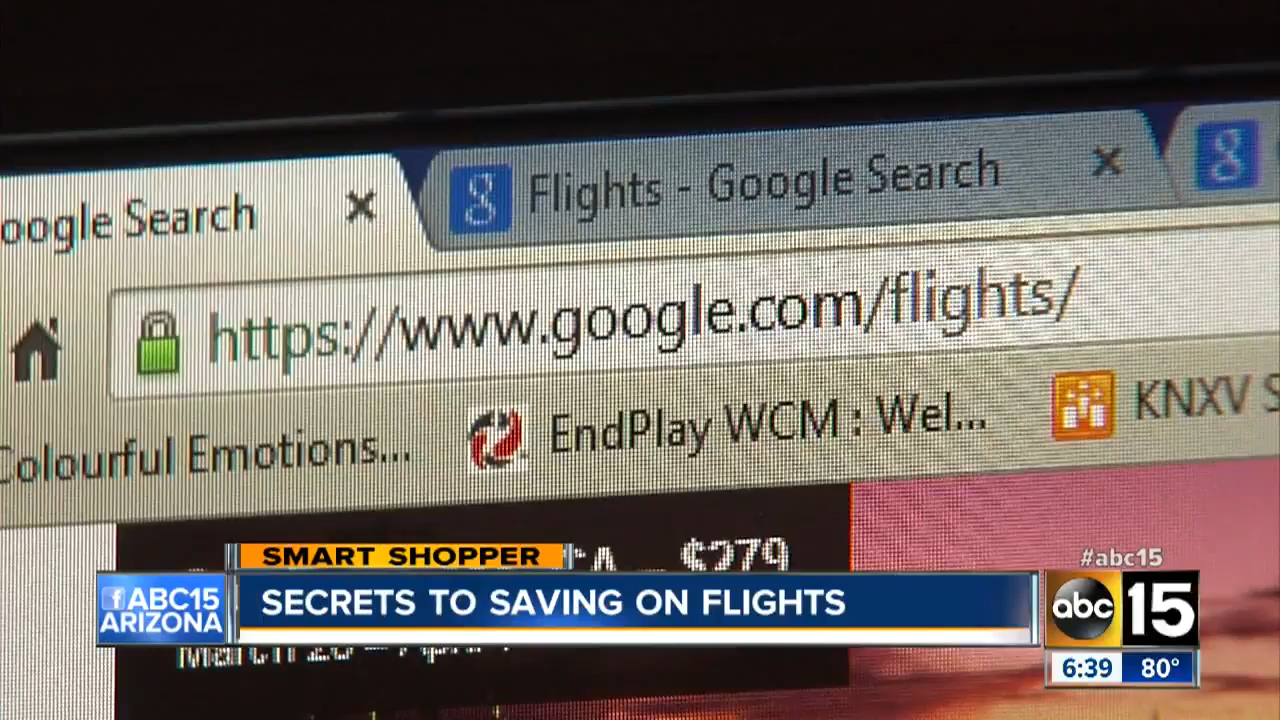 oogle Search
Flights - Google Search
https://www.google.com/flights/
Colourful Emotions...
EndPlay WCM : Wel...
KNXV S
$279
SMART SHOPPER
#abc15
ABC15
ARIZONA
SECRETS TO SAVING ON FLIGHTS
abc 15
6:39 80°